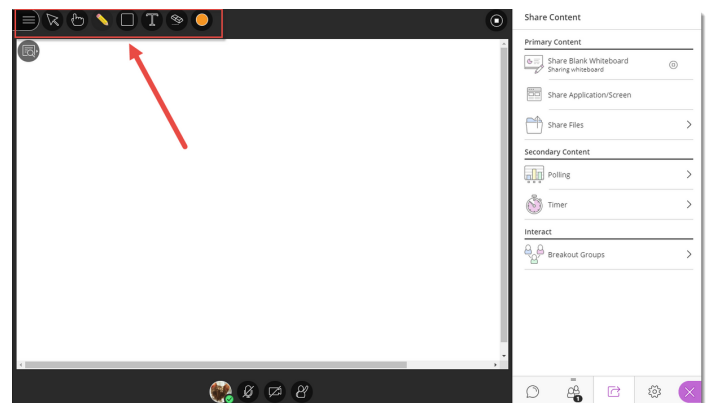 T
Share Content
Primary Content
Share Blank Whiteboard
Sharing whiteboard
Share Application/Screen
Share Files
Secondary Content
Polling
Timer
Interact
Breakout Groups
1